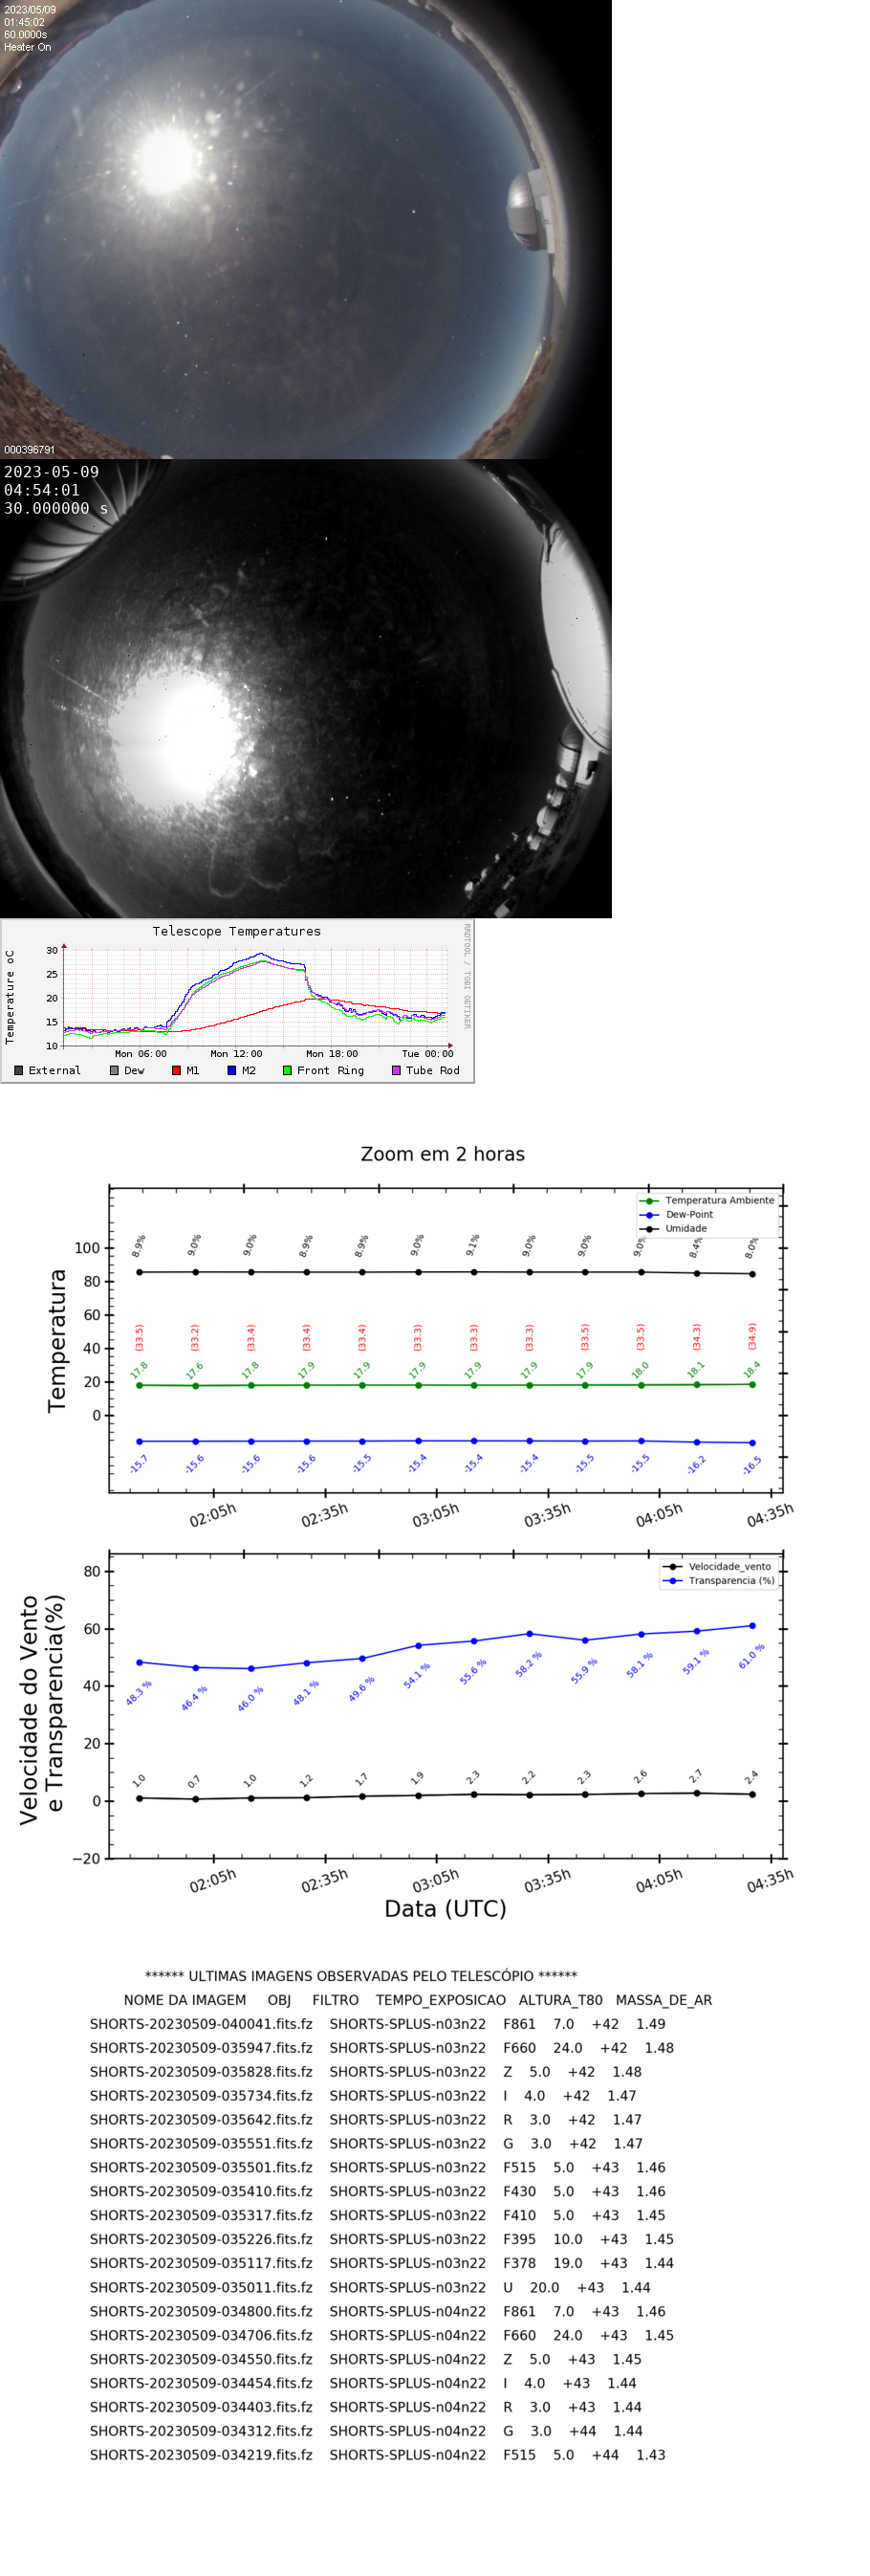 2023/05/09
01:45:02
60.0000s
Heater On
000396791
2023-05-09
04:54:01
30.000000 s
Telescope Temperatures
RRDTOOL / TOBI OETIKER
Temperature oC
30
25
20
15
10
Mon 06:00 Mon 12:00 Mon 18:00 Tue 00:00
External Dew M1 M2 Front Ring Tube Rod
Zoom em 2 horas
Temperatura Ambiente
Dew-Point
Umidade
Temperatura
100
80
60
40
20
0
8.9% 9.0% 9.0% 8.9% 8.9% 9.0% 9.1% 9.0% 9.0% 9.0% 8.4% 8.0%
(33.5) (33.2) (33.4) (33.4) (33.4) (33.3) (33.3) (33.3) (33.5) (33.5) (34.3) (34.9)
17.8 17.6 17.8 17.9 17.9 17.9 17.9 17.9 17.9 18.0 18.1 18.4
-15.7 -15.6 -15.6 -15.6 -15.5 -15.4 -15.4 -15.4 -15.5 -15.5 -16.2 -16.5
02:05h 02:35h 03:05h 03:35h 04:05h 04:35h
Velocidade_vento
Transparencia (%)
Velocidade do Vento
e Transparencia(%)
80
60
40
20
0
−20
48.3 % 46.4 % 46.0 % 48.1 % 49.6 % 54.1 % 55.6 % 58.2 % 55.9 % 58.1 % 59.1 % 61.0 %
1.0 0.7 1.0 1.2 1.7 1.9 2.3 2.2 2.3 2.6 2.7 2.4
02:05h 02:35h 03:05h 03:35h 04:05h 04:35h
Data (UTC)
****** ULTIMAS IMAGENS OBSERVADAS PELO TELESCÓPIO ******
NOME DA IMAGEM OBJ FILTRO TEMPO_EXPOSICAO ALTURA_T80 MASSA_DE_AR
SHORTS-20230509-040041.fits.fz SHORTS-SPLUS-n03n22 F861 7.0 +42 1.49
SHORTS-20230509-035947.fits.fz SHORTS-SPLUS-n03n22 F660 24.0 +42 1.48
SHORTS-20230509-035828.fits.fz SHORTS-SPLUS-n03n22 Z 5.0 +42 1.48
SHORTS-20230509-035734.fits.fz SHORTS-SPLUS-n03n22 I 4.0 +42 1.47
SHORTS-20230509-035642.fits.fz SHORTS-SPLUS-n03n22 R 3.0 +42 1.47
SHORTS-20230509-035551.fits.fz SHORTS-SPLUS-n03n22 G 3.0 +42 1.47
SHORTS-20230509-035501.fits.fz SHORTS-SPLUS-n03n22 F515 5.0 +43 1.46
SHORTS-20230509-035410.fits.fz SHORTS-SPLUS-n03n22 F430 5.0 +43 1.46
SHORTS-20230509-035317.fits.fz SHORTS-SPLUS-n03n22 F410 5.0 +43 1.45
SHORTS-20230509-035226.fits.fz SHORTS-SPLUS-n03n22 F395 10.0 +43 1.45
SHORTS-20230509-035117.fits.fz SHORTS-SPLUS-n03n22 F378 19.0 +43 1.44
SHORTS-20230509-035011.fits.fz SHORTS-SPLUS-n03n22 U 20.0 +43 1.44
SHORTS-20230509-034800.fits.fz SHORTS-SPLUS-n04n22 F861 7.0 +43 1.46
SHORTS-20230509-034706.fits.fz SHORTS-SPLUS-n04n22 F660 24.0 +43 1.45
SHORTS-20230509-034550.fits.fz SHORTS-SPLUS-n04n22 Z 5.0 +43 1.45
SHORTS-20230509-034454.fits.fz SHORTS-SPLUS-n04n22 I 4.0 +43 1.44
SHORTS-20230509-034403.fits.fz SHORTS-SPLUS-n04n22 R 3.0 +43 1.44
SHORTS-20230509-034312.fits.fz SHORTS-SPLUS-n04n22 G 3.0 +44 1.44
SHORTS-20230509-034219.fits.fz SHORTS-SPLUS-n04n22 F515 5.0 +44 1.43